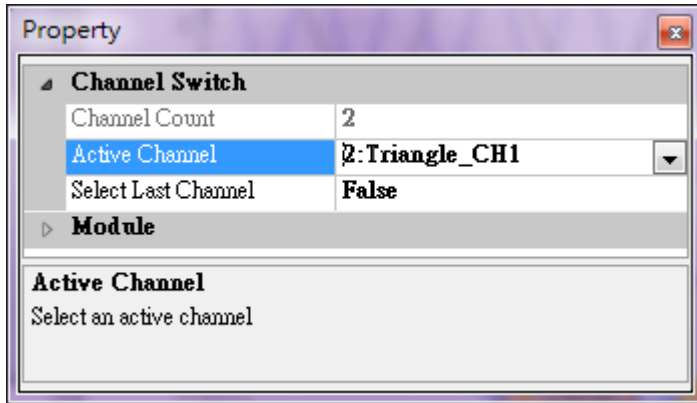 Property
Channel Switch
Channel Count 2
Active Channel 2:Triangle_CH1
Select Last Channel False
Module
Active Channel
Select an active channel